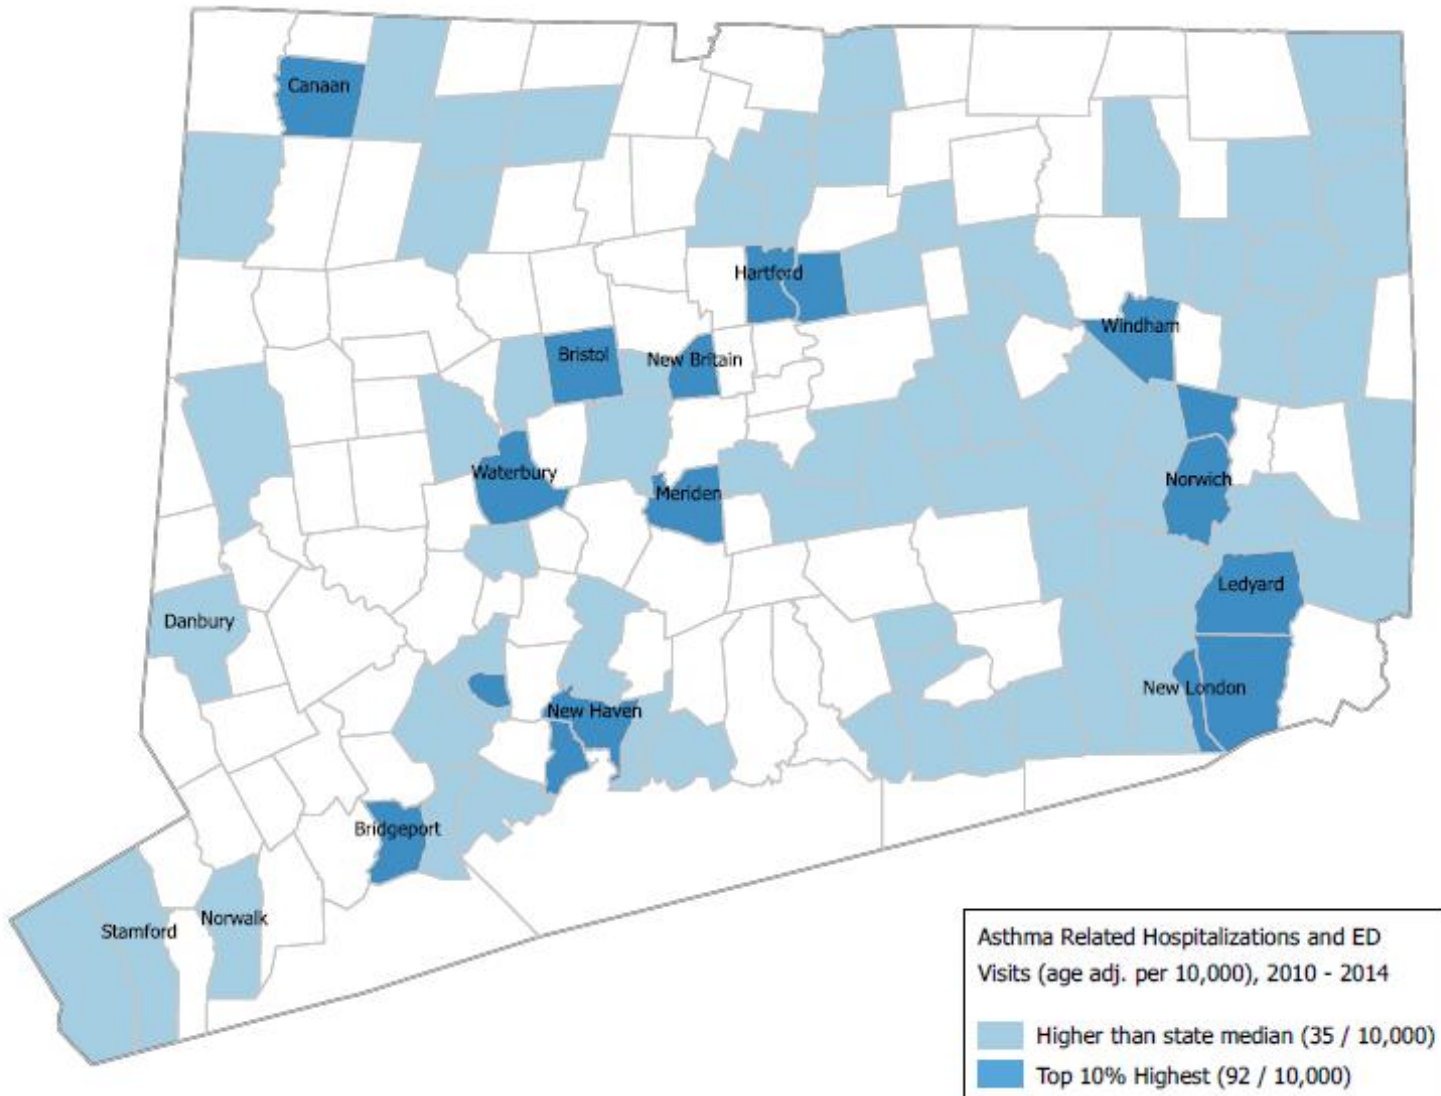 Canaan
Hartford
Windham
Bristol
New Britain
Waterbury
Meriden
Norwich
Ledyard
Danbury
New London
New Haven
Bridgeport
Stamford
Norwalk
Asthma Related Hospitalizations and ED
Visits (age adj. per 10,000), 2010 - 2014
Higher than state median (35 / 10,000)
Top 10% Highest (92 / 10,000)